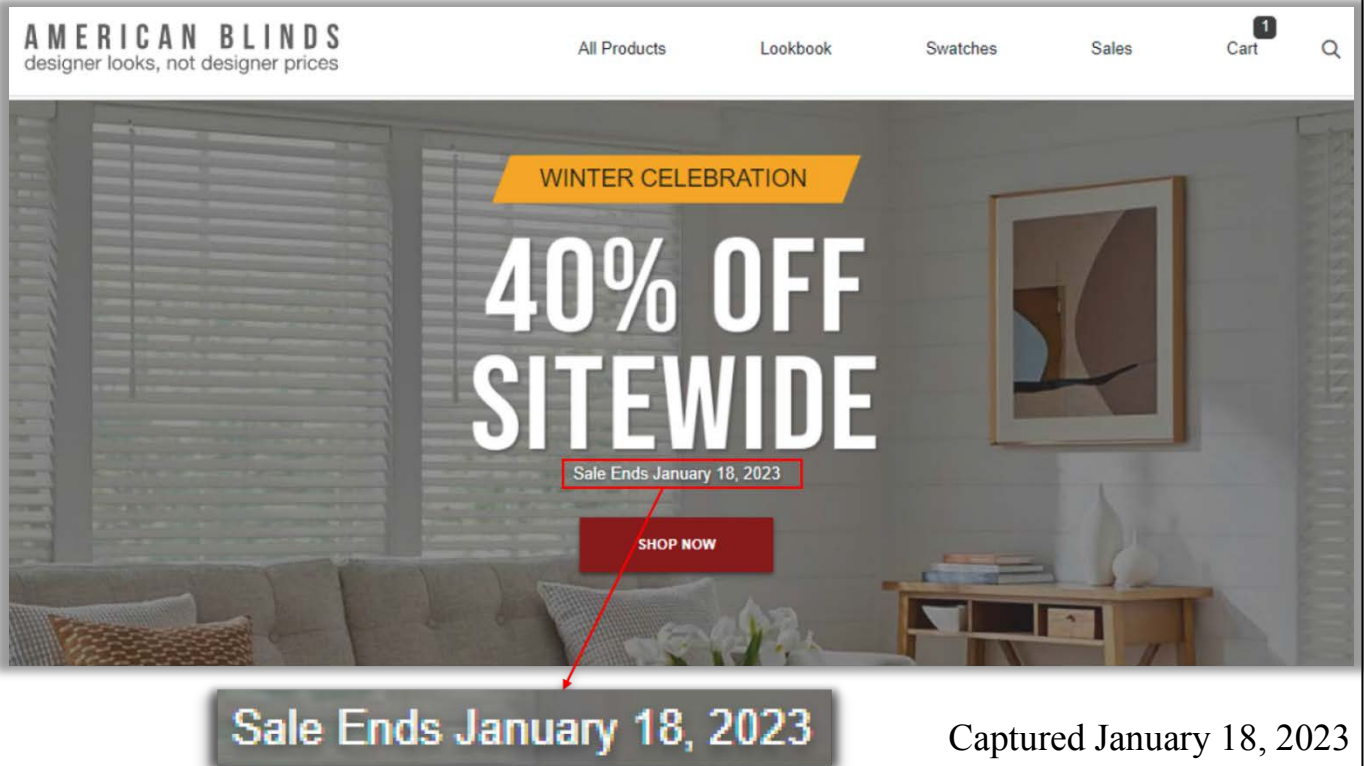 AMERICAN BLINDS
designer looks, not designer prices
All Products Lookbook Swatches Sales Cart 1
WINTER CELEBRATION
40% OFF
SITEWIDE
Sale Ends January 18, 2023
SHOP NOW
Sale Ends January 18, 2023
Captured January 18, 2023